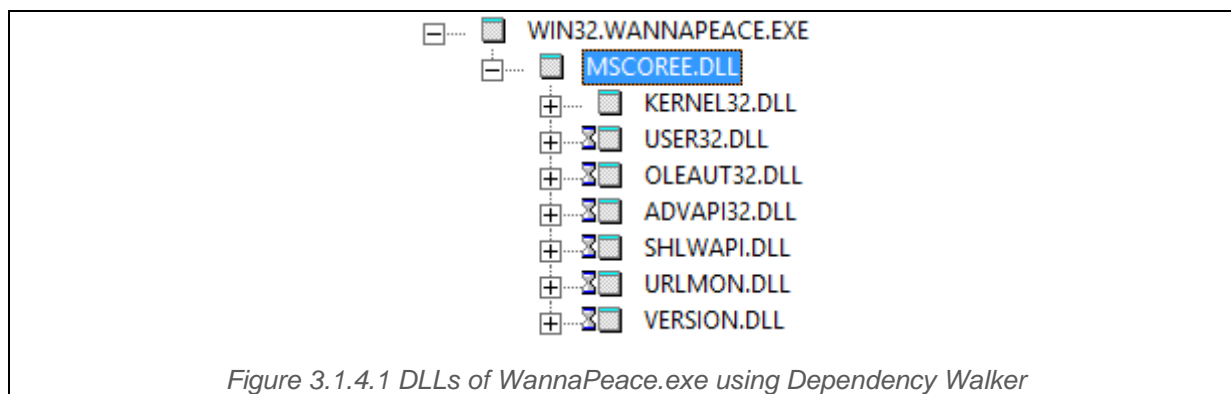 WIN32.WANNAPEACE.EXE
MSCOREE.DLL
KERNEL32.DLL
USER32.DLL
OLEAUT32.DLL
ADVAPI32.DLL
SHLWAPI.DLL
URLMON.DLL
VERSION.DLL
Figure 3.1.4.1 DLLs of WannaPeace.exe using Dependency Walker